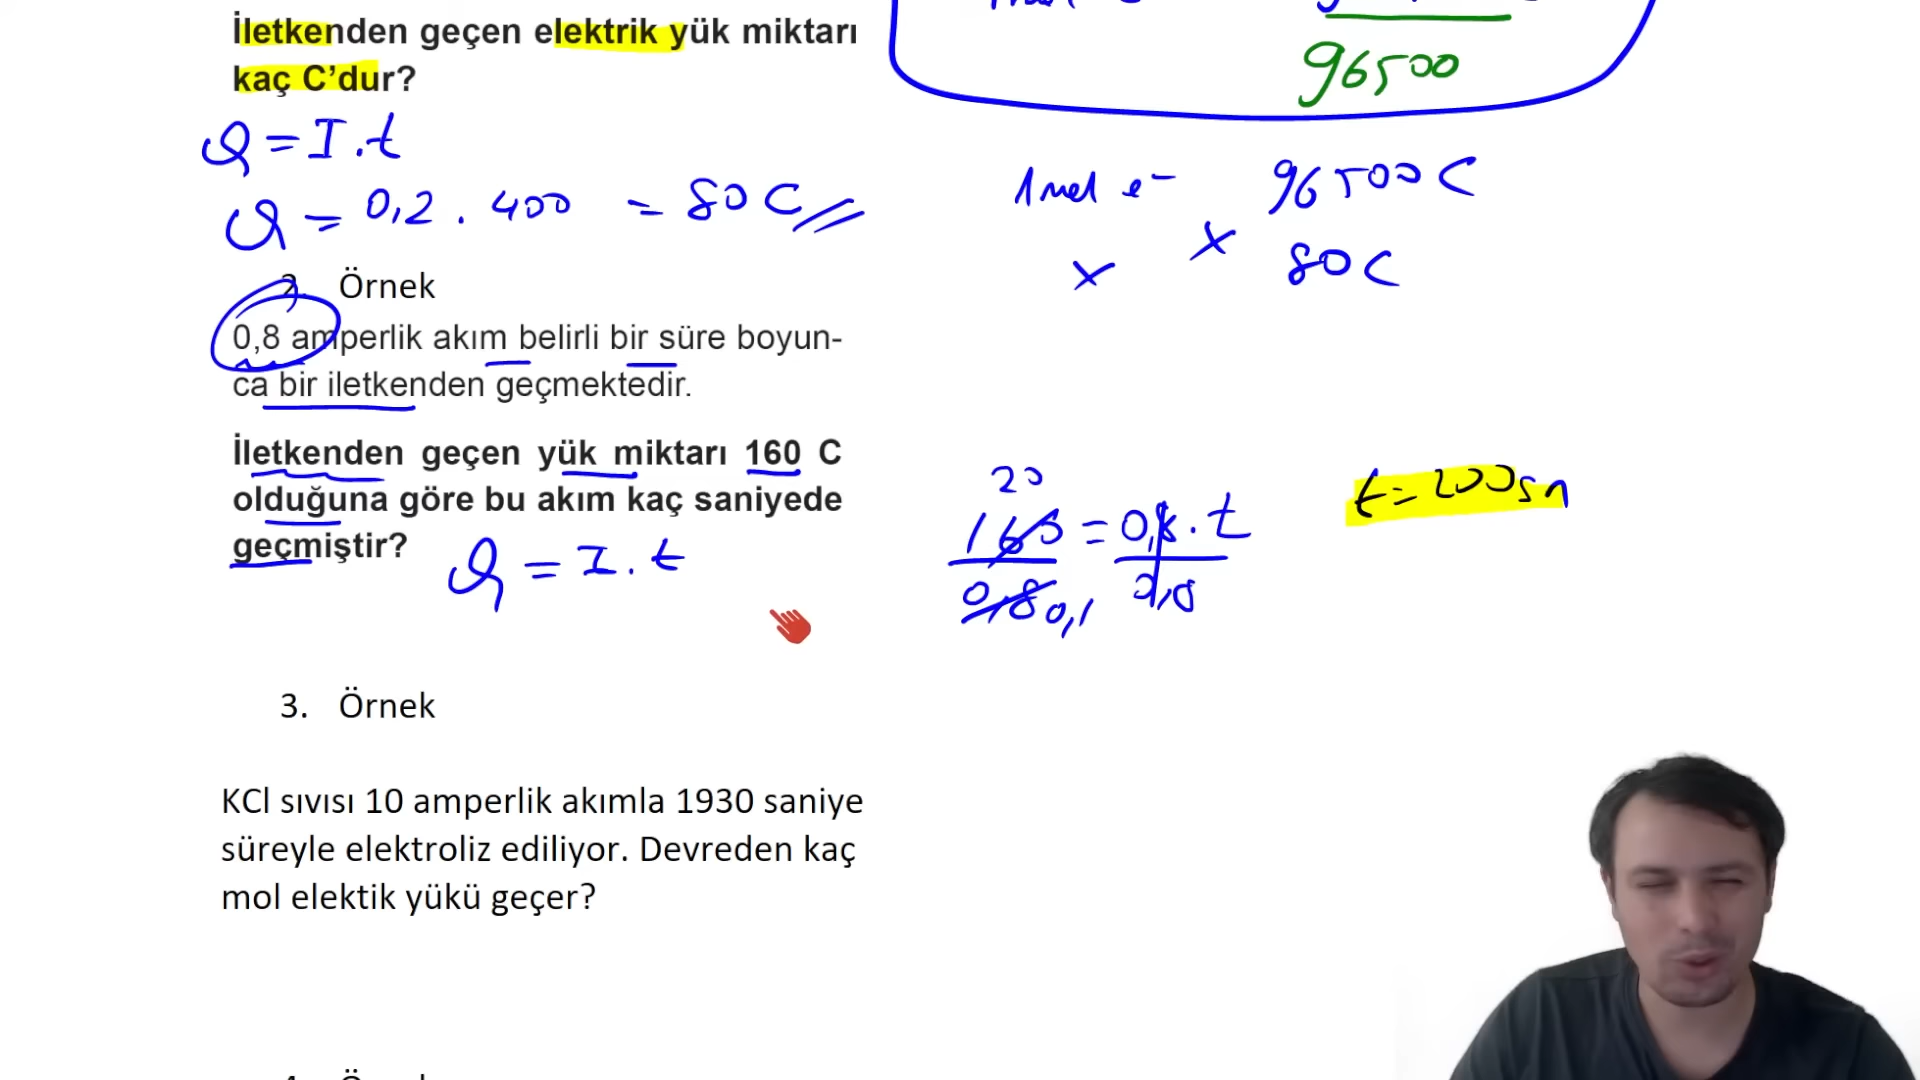 İletkenden geçen elektrik yük miktarı
kaç C'dur?
Q = I.t
Q = 0,2 . 400 = 80 C
96500
1 mol e⁻ 96500 C
x x 80 C
2. Örnek
0,8 amperlik akım belirli bir süre boyun-
ca bir iletkenden geçmektedir.
İletkenden geçen yük miktarı 160 C
olduğuna göre bu akım kaç saniyede
geçmiştir?
Q = I.t
20
160 = 0,8.t
0,8 0,1 0,8
t = 200 sn
3. Örnek
KCl sıvısı 10 amperlik akımla 1930 saniye
süreyle elektroliz ediliyor. Devreden kaç
mol elektik yükü geçer?